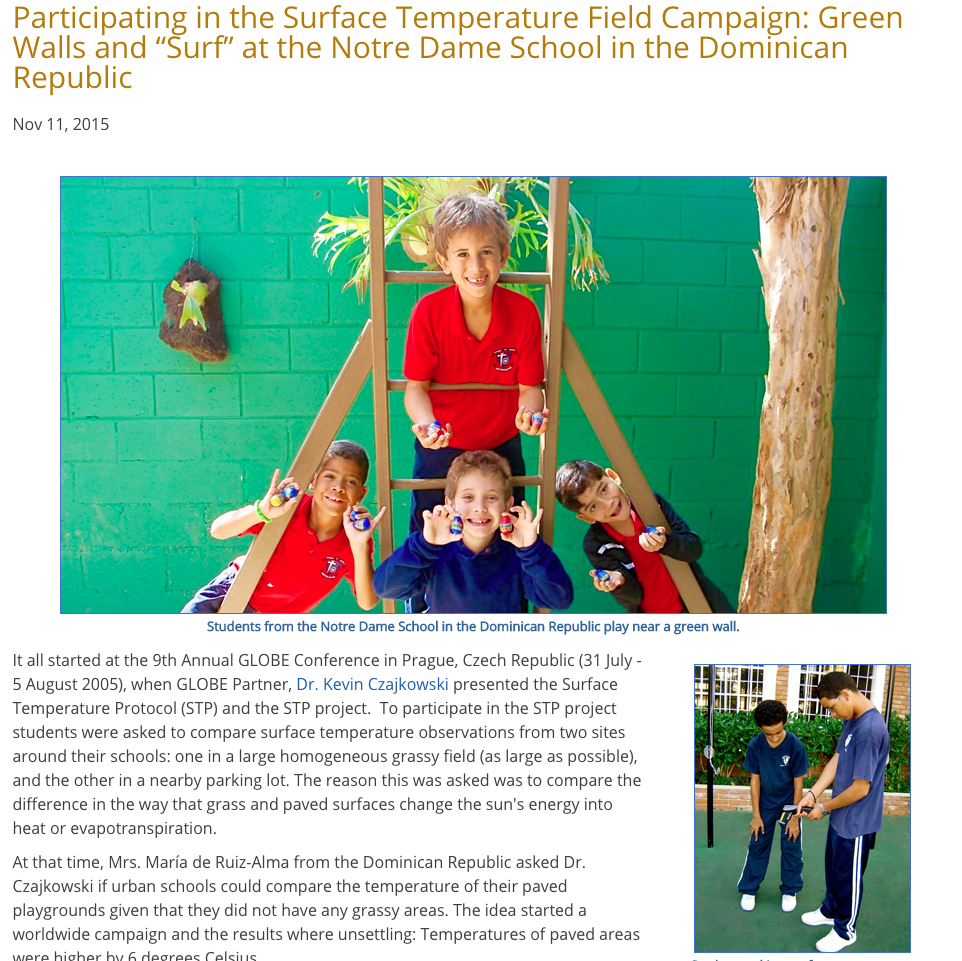 Participating in the Surface Temperature Field Campaign: Green
Walls and “Surf” at the Notre Dame School in the Dominican
Republic
Nov 11, 2015
Students from the Notre Dame School in the Dominican Republic play near a green wall.
It all started at the 9th Annual GLOBE Conference in Prague, Czech Republic (31 July -
5 August 2005), when GLOBE Partner, Dr. Kevin Czajkowski presented the Surface
Temperature Protocol (STP) and the STP project.  To participate in the STP project
students were asked to compare surface temperature observations from two sites
around their schools: one in a large homogeneous grassy field (as large as possible),
and the other in a nearby parking lot. The reason this was asked was to compare the
difference in the way that grass and paved surfaces change the sun's energy into
heat or evapotranspiration.
At that time, Mrs. María de Ruiz-Alma from the Dominican Republic asked Dr.
Czajkowski if urban schools could compare the temperature of their paved
playgrounds given that they did not have any grassy areas. The idea started a
worldwide campaign and the results where unsettling: Temperatures of paved areas
were higher by 6 degrees Celsius